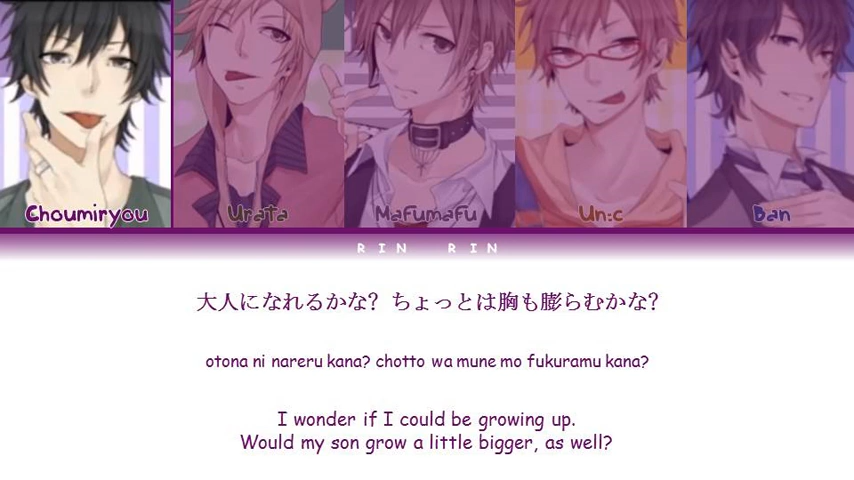 Choumiryou
Urata
Mafumafu
Un:c
Ban
RIN RIN
大人になれるかな? ちょっとは胸も膨らむかな?
otona ni nareru kana? chotto wa mune mo fukuramu kana?
I wonder if I could be growing up.
Would my son grow a little bigger, as well?